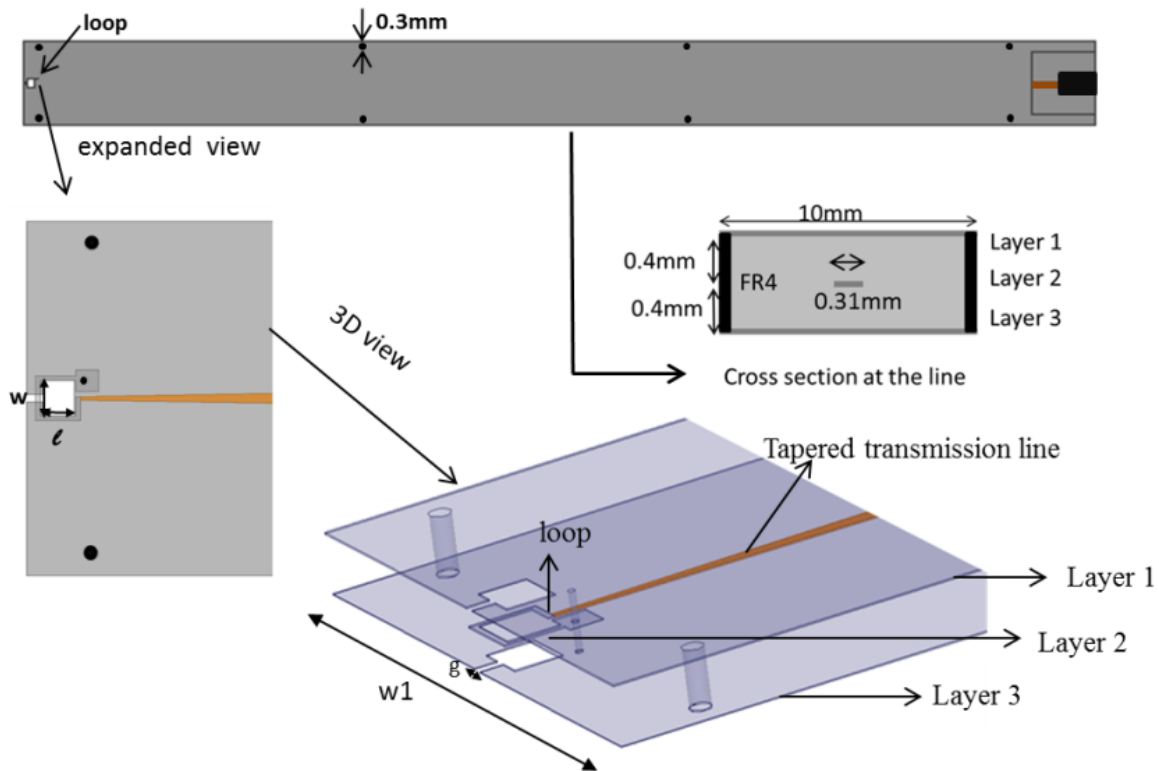 loop
0.3mm
expanded view
10mm
Layer 1
0.4mm
FR4
Layer 2
0.31mm
0.4mm
Layer 3
Cross section at the line
w
ℓ
3D view
Tapered transmission line
loop
Layer 1
Layer 2
g
w1
Layer 3